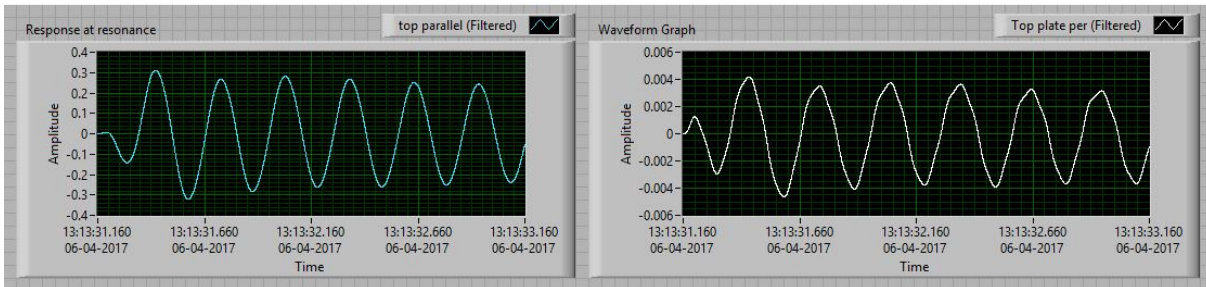 Response at resonance
top parallel (Filtered)
Amplitude
0.4
0.3
0.2
0.1
0
-0.1
-0.2
-0.3
-0.4
13:13:31.160 13:13:31.660 13:13:32.160 13:13:32.660 13:13:33.160
06-04-2017 06-04-2017 06-04-2017 06-04-2017 06-04-2017
Time
Waveform Graph
Top plate per (Filtered)
Amplitude
0.006
0.004
0.002
0
-0.002
-0.004
-0.006
13:13:31.160 13:13:31.660 13:13:32.160 13:13:32.660 13:13:33.160
06-04-2017 06-04-2017 06-04-2017 06-04-2017 06-04-2017
Time